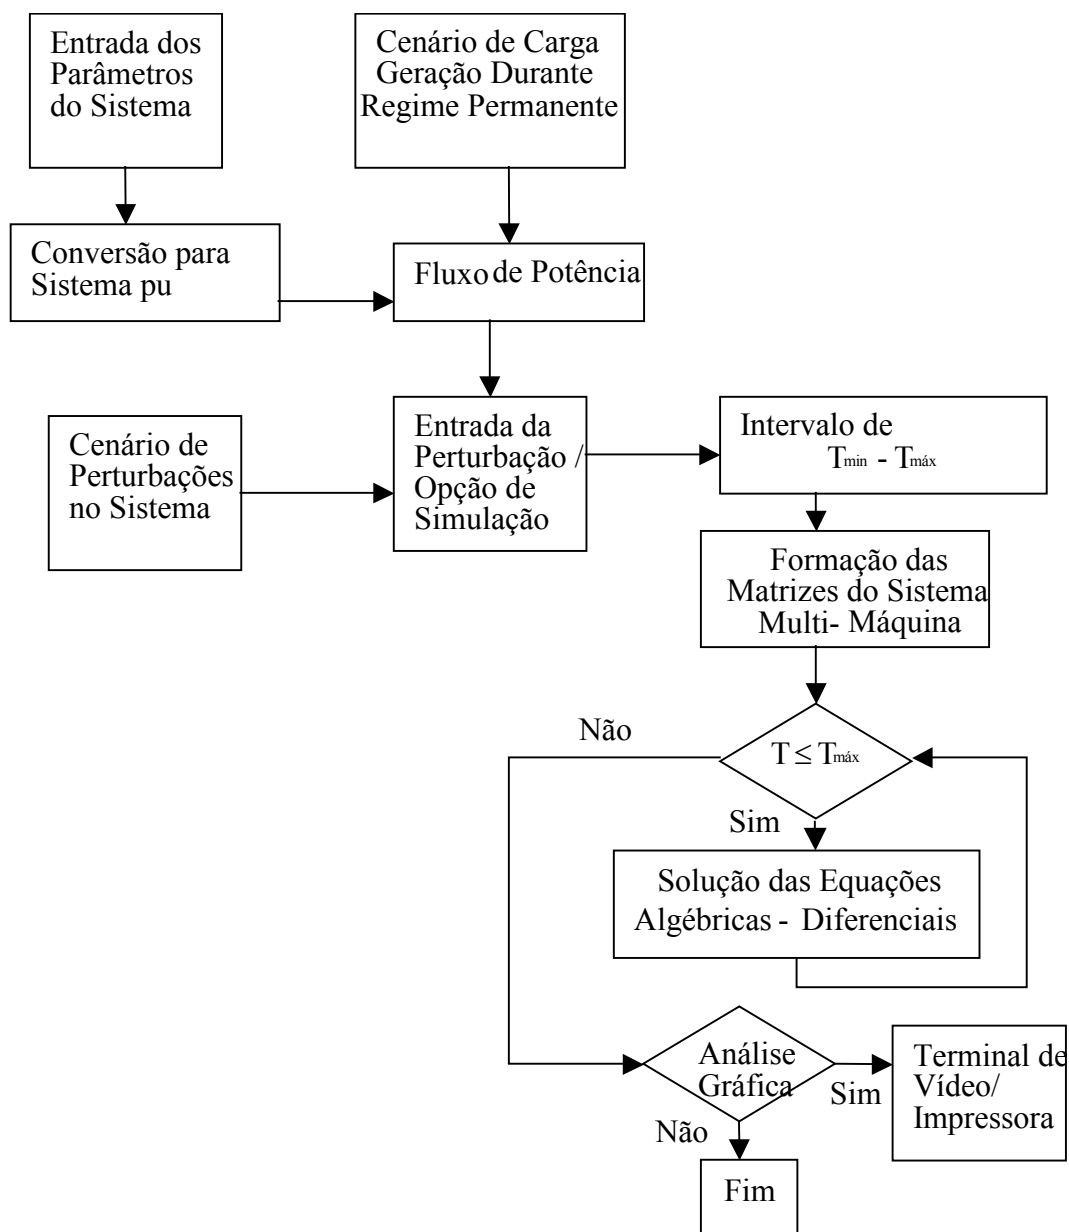 Entrada dos
Parâmetros
do Sistema
Cenário de Carga
Geração Durante
Regime Permanente
Conversão para
Sistema pu
Fluxo de Potência
Cenário de
Perturbações
no Sistema
Entrada da
Perturbação /
Opção de
Simulação
Intervalo de
Tmin - Tmáx
Formação das
Matrizes do Sistema
Multi- Máquina
Não
T ≤ Tmáx
Sim
Solução das Equações
Algébricas - Diferenciais
Análise
Gráfica
Sim
Terminal de
Vídeo/
Impressora
Não
Fim